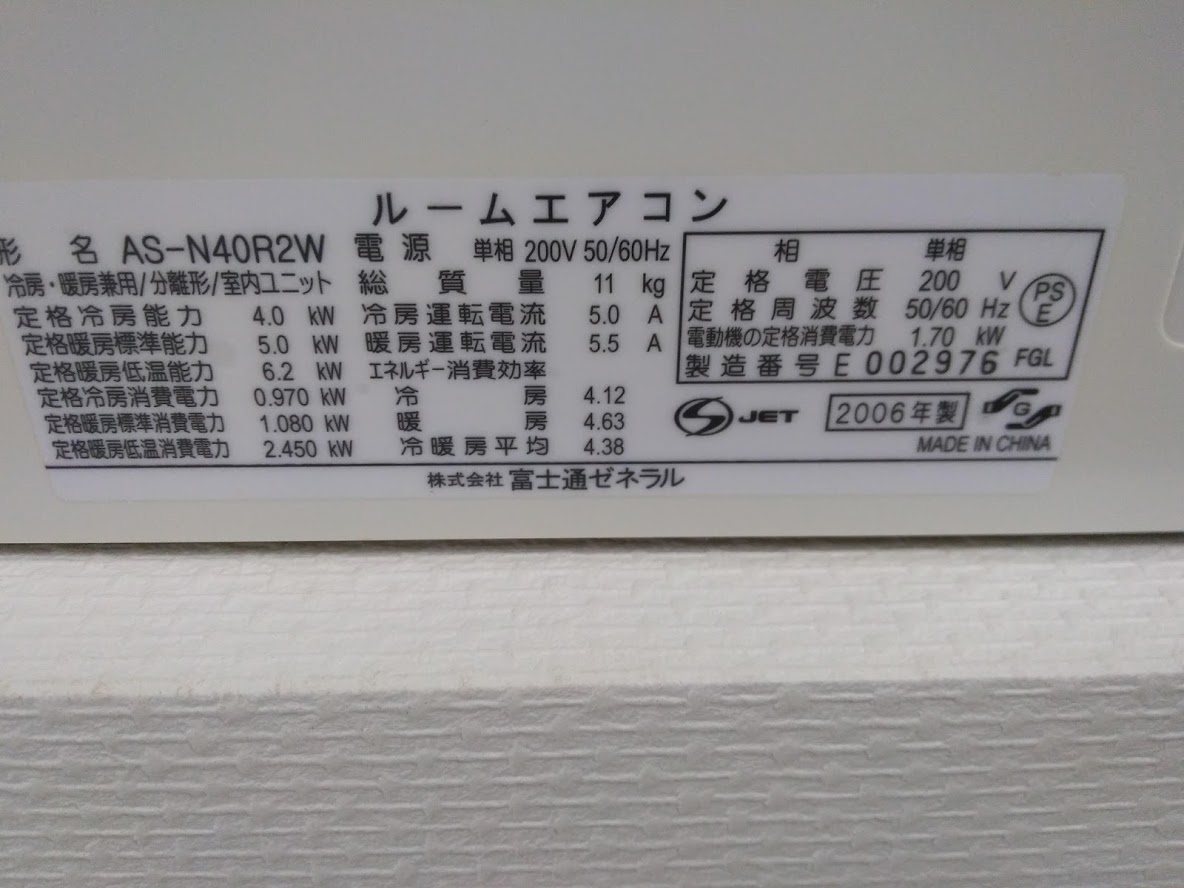 ルームエアコン
形 名 AS-N40R2W
冷房・暖房兼用/分離形/室内ユニット
定格冷房能力 4.0 kW
定格暖房標準能力 5.0 kW
定格暖房低温能力 6.2 kW
定格冷房消費電力 0.970 kW
定格暖房標準消費電力 1.080 kW
定格暖房低温消費電力 2.450 kW
電源 単相 200V 50/60Hz
総質量 11 kg
冷房運転電流 5.0 A
暖房運転電流 5.5 A
エネルギー消費効率
冷房 4.12
暖房 4.63
冷暖房平均 4.38
相 単相
定格電圧 200 V
定格周波数 50/60 Hz
PS
E
電動機の定格消費電力 1.70 kW
製造番号 E 002976 FGL
S JET
2006年製
G
MADE IN CHINA
株式会社 富士通ゼネラル